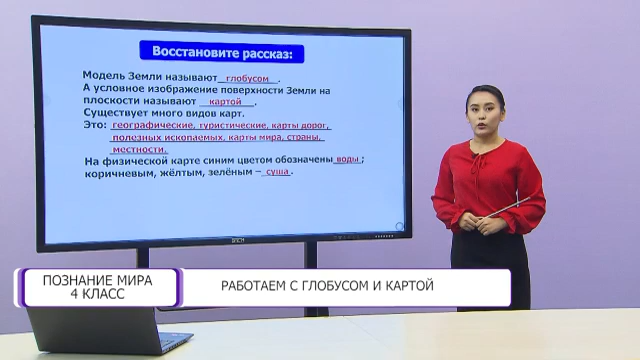 Восстановите рассказ:
Модель Земли называют глобусом.
А условное изображение поверхности Земли на
плоскости называют картой.
Существует много видов карт.
Это: географические, туристические, карты дорог,
полезных ископаемых, карты мира, страны,
местности.
На физической карте синим цветом обозначены воды;
коричневым, жёлтым, зелёным – суша.
ПОЗНАНИЕ МИРА
4 КЛАСС
РАБОТАЕМ С ГЛОБУСОМ И КАРТОЙ